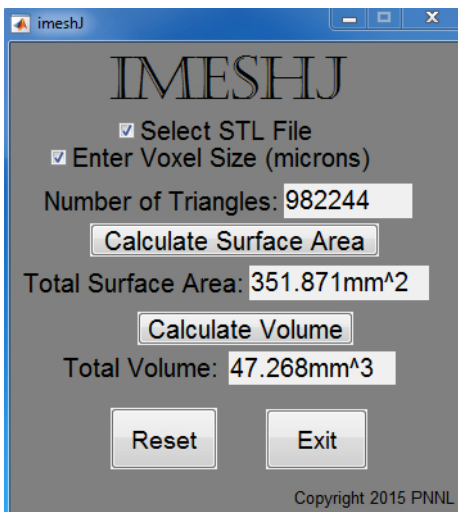 imeshJ
IMESHJ
Select STL File
Enter Voxel Size (microns)
Number of Triangles: 982244
Calculate Surface Area
Total Surface Area: 351.871mm^2
Calculate Volume
Total Volume: 47.268mm^3
Reset Exit
Copyright 2015 PNNL